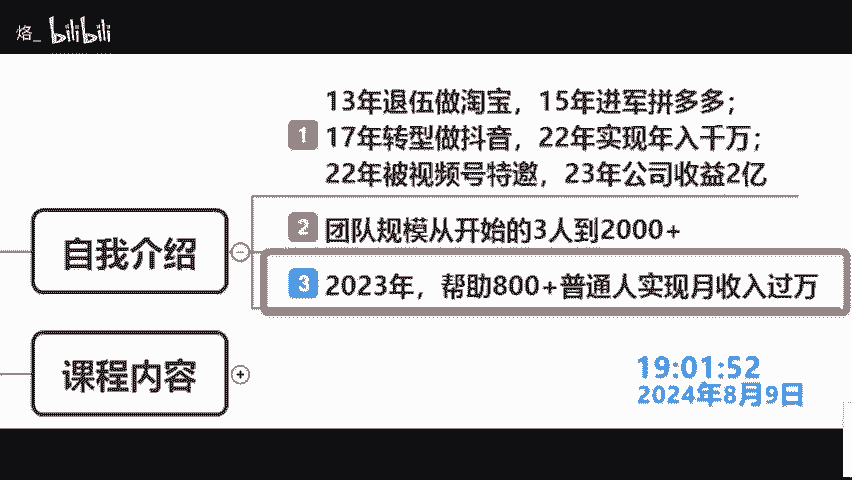 烙_ bilibili
13年退伍做淘宝，15年进军拼多多；
1
17年转型做抖音，22年实现年入千万；
22年被视频号特邀，23年公司收益2亿
自我介绍
2 团队规模从开始的3人到2000+
3 2023年，帮助800+普通人实现月收入过万
课程内容
19:01:52
2024年8月9日